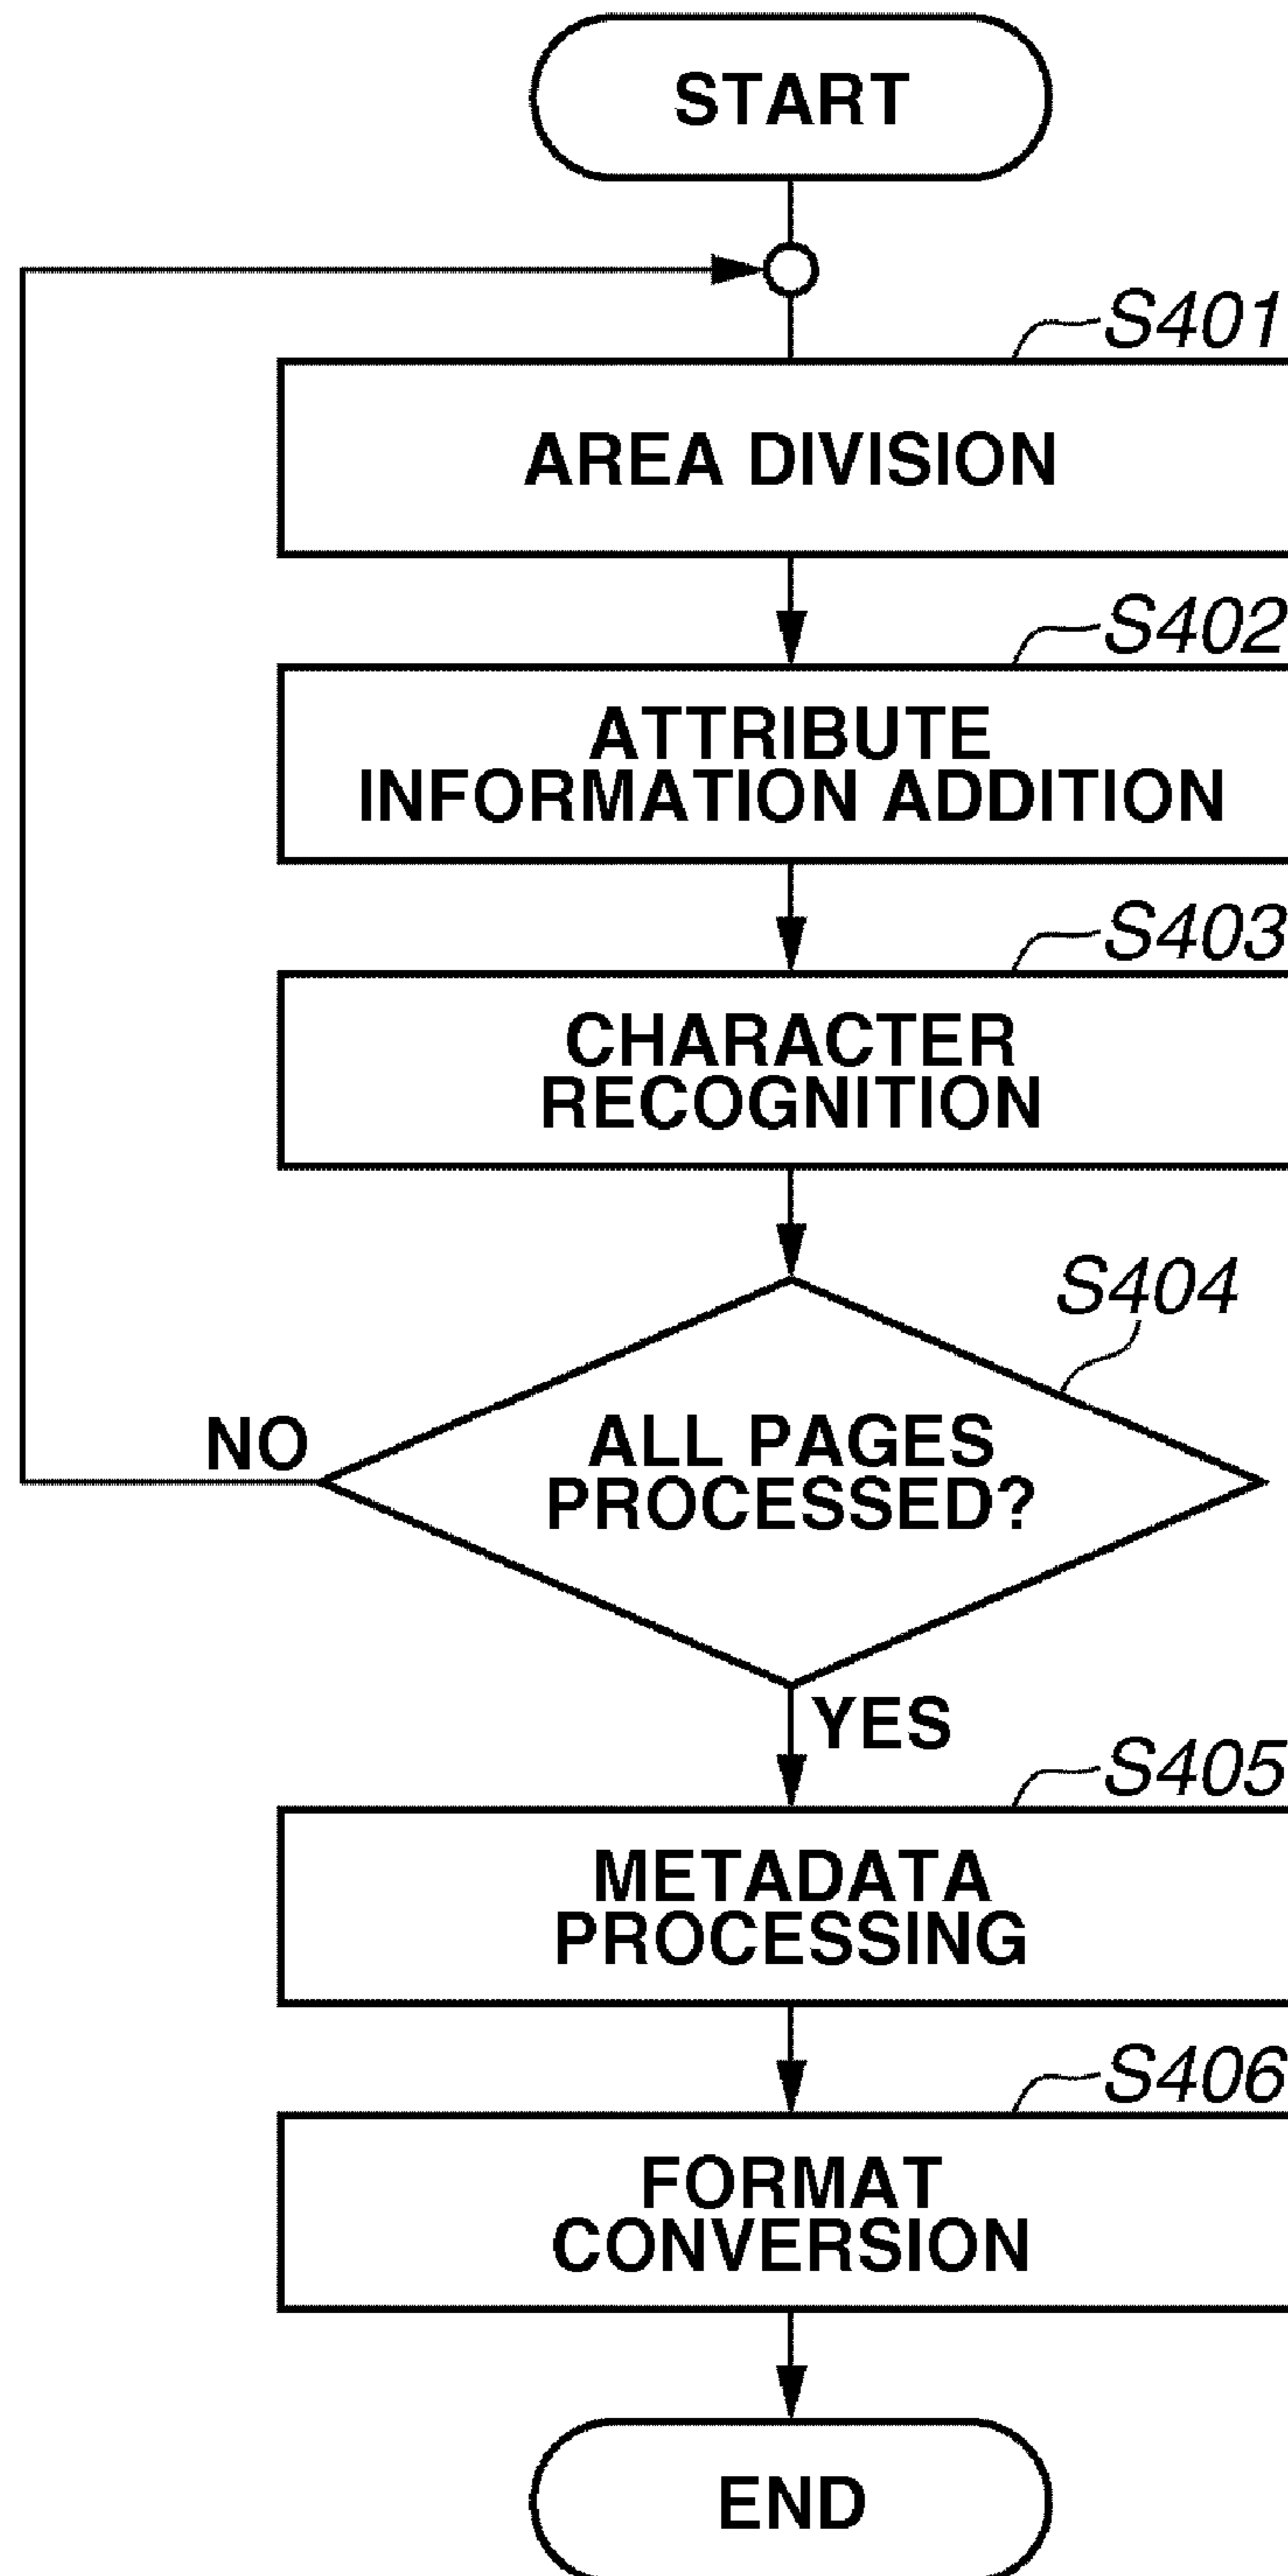 START
S401
AREA DIVISION
S402
ATTRIBUTE
INFORMATION ADDITION
S403
CHARACTER
RECOGNITION
S404
ALL PAGES
PROCESSED?
NO
YES
S405
METADATA
PROCESSING
S406
FORMAT
CONVERSION
END